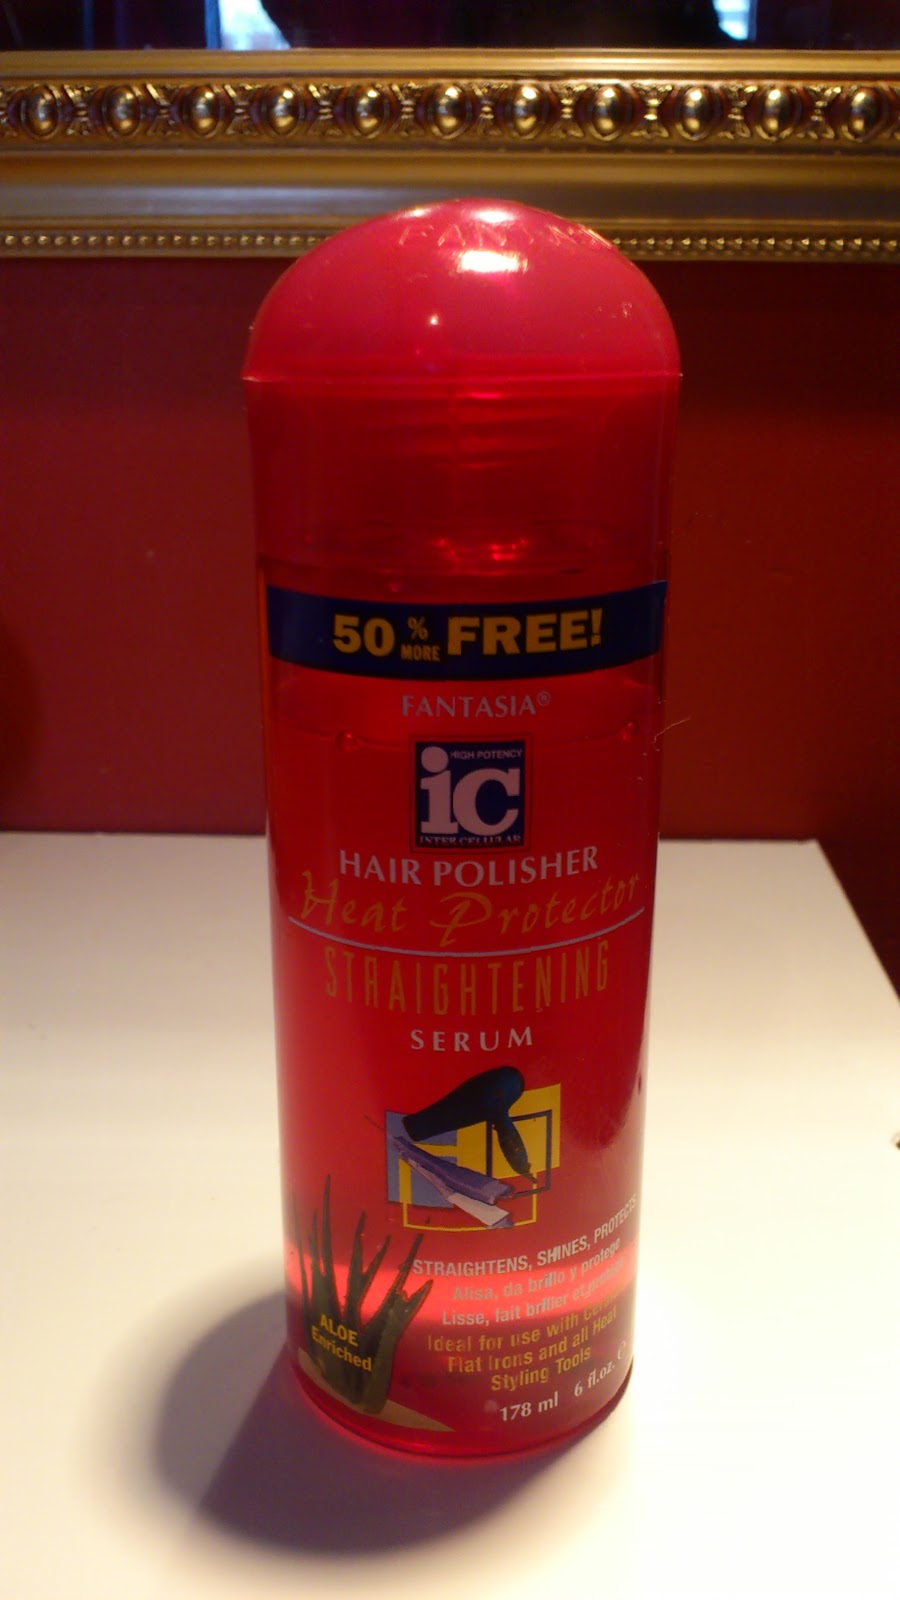 50 % MORE FREE!
FANTASIA®
HIGH POTENCY
ic
INTER CELLULAR
HAIR POLISHER
Heat Protector
STRAIGHTENING
SERUM
STRAIGHTENS, SHINES, PROTECTS
Alisa, da brillo y protege
Lisse, fait briller et
Ideal for use with
Flat Irons and all Heat
Styling Tools
ALOE
Enriched
178 ml 6 fl.oz.